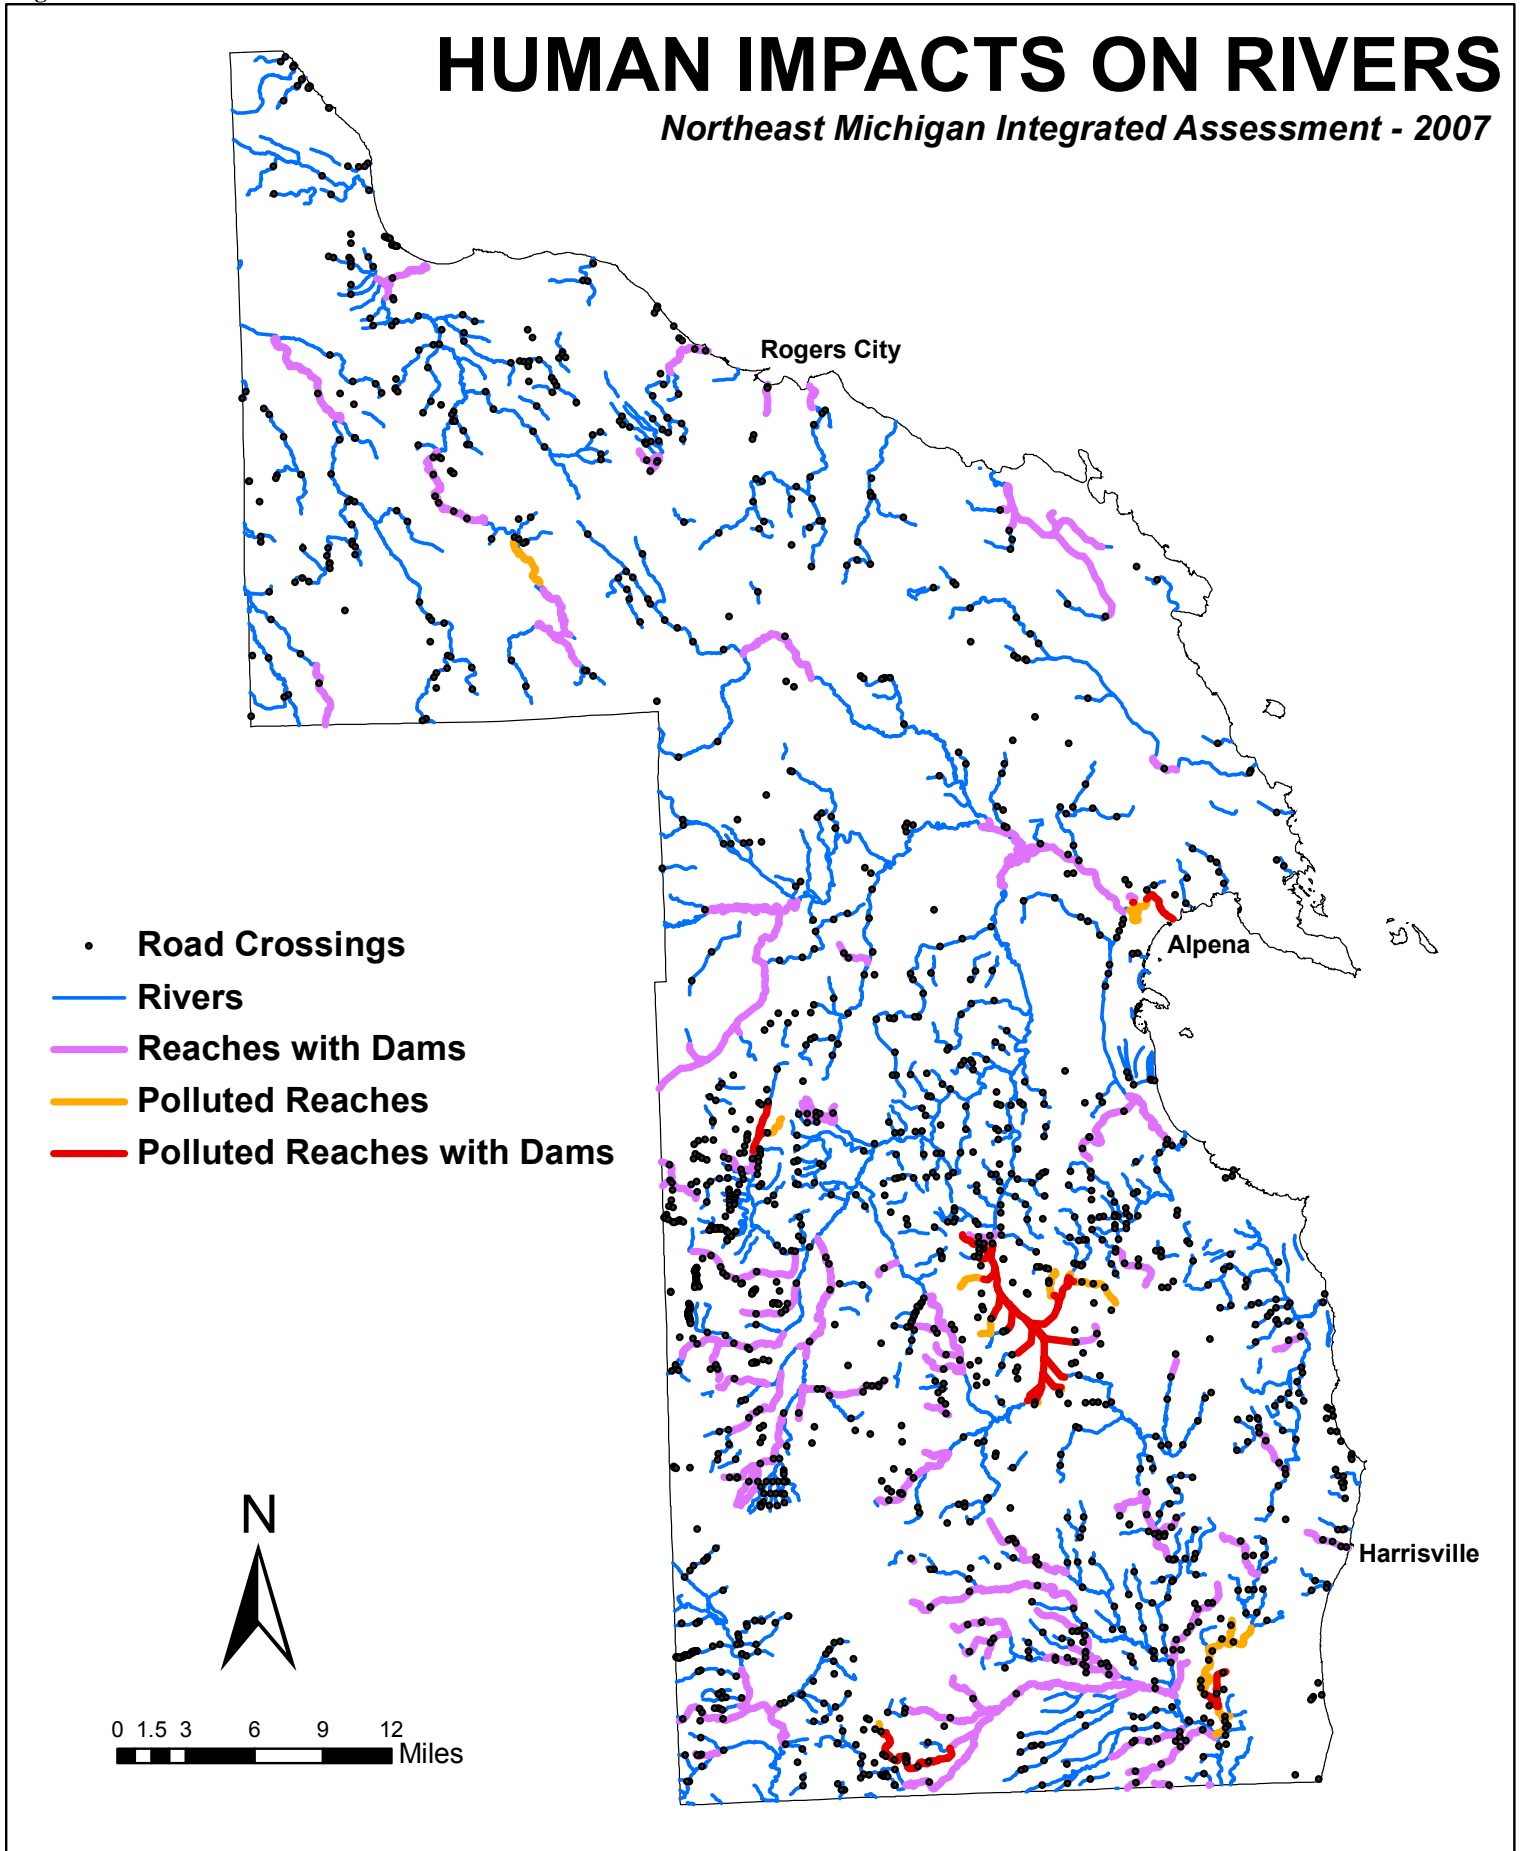 HUMAN IMPACTS ON RIVERS
Northeast Michigan Integrated Assessment - 2007
Rogers City
Alpena
Road Crossings
Rivers
Reaches with Dams
Polluted Reaches
Polluted Reaches with Dams
N
Harrisville
0 1.5 3 6 9 12
Miles